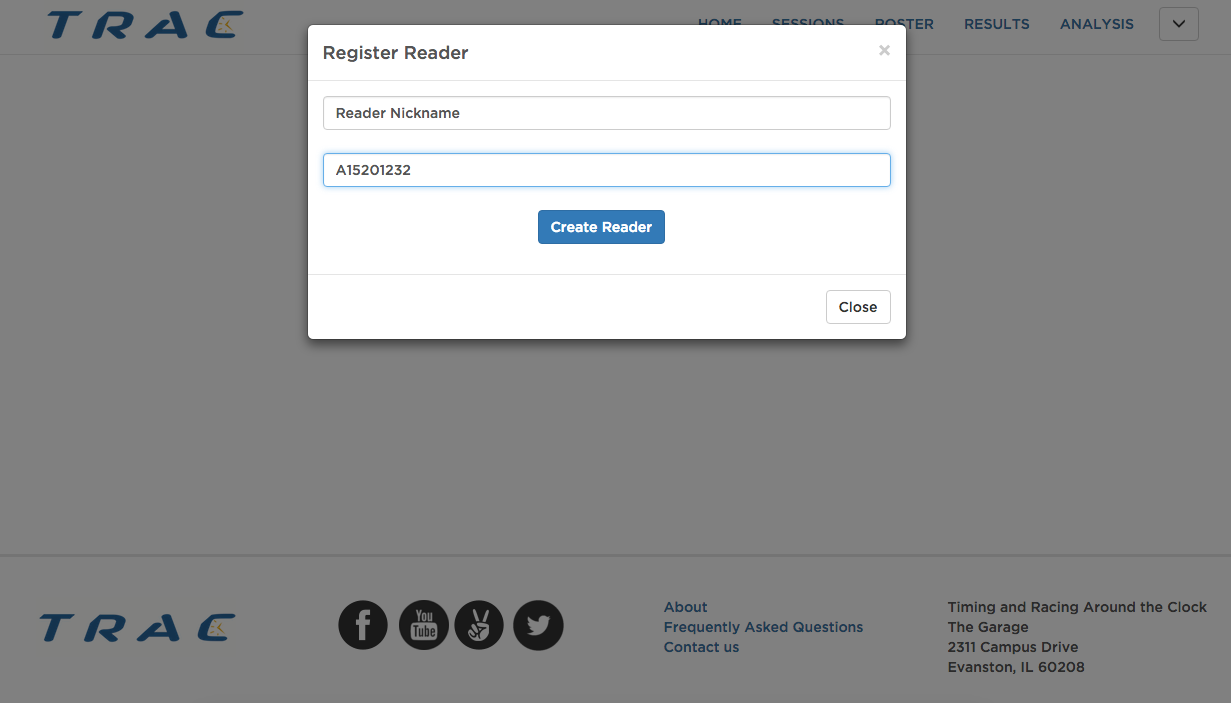 TRAC
HOME SESSIONS ROSTER RESULTS ANALYSIS
Register Reader
×
Reader Nickname
A15201232
Create Reader
Close
TRAC
You
Tube
About
Frequently Asked Questions
Contact us
Timing and Racing Around the Clock
The Garage
2311 Campus Drive
Evanston, IL 60208